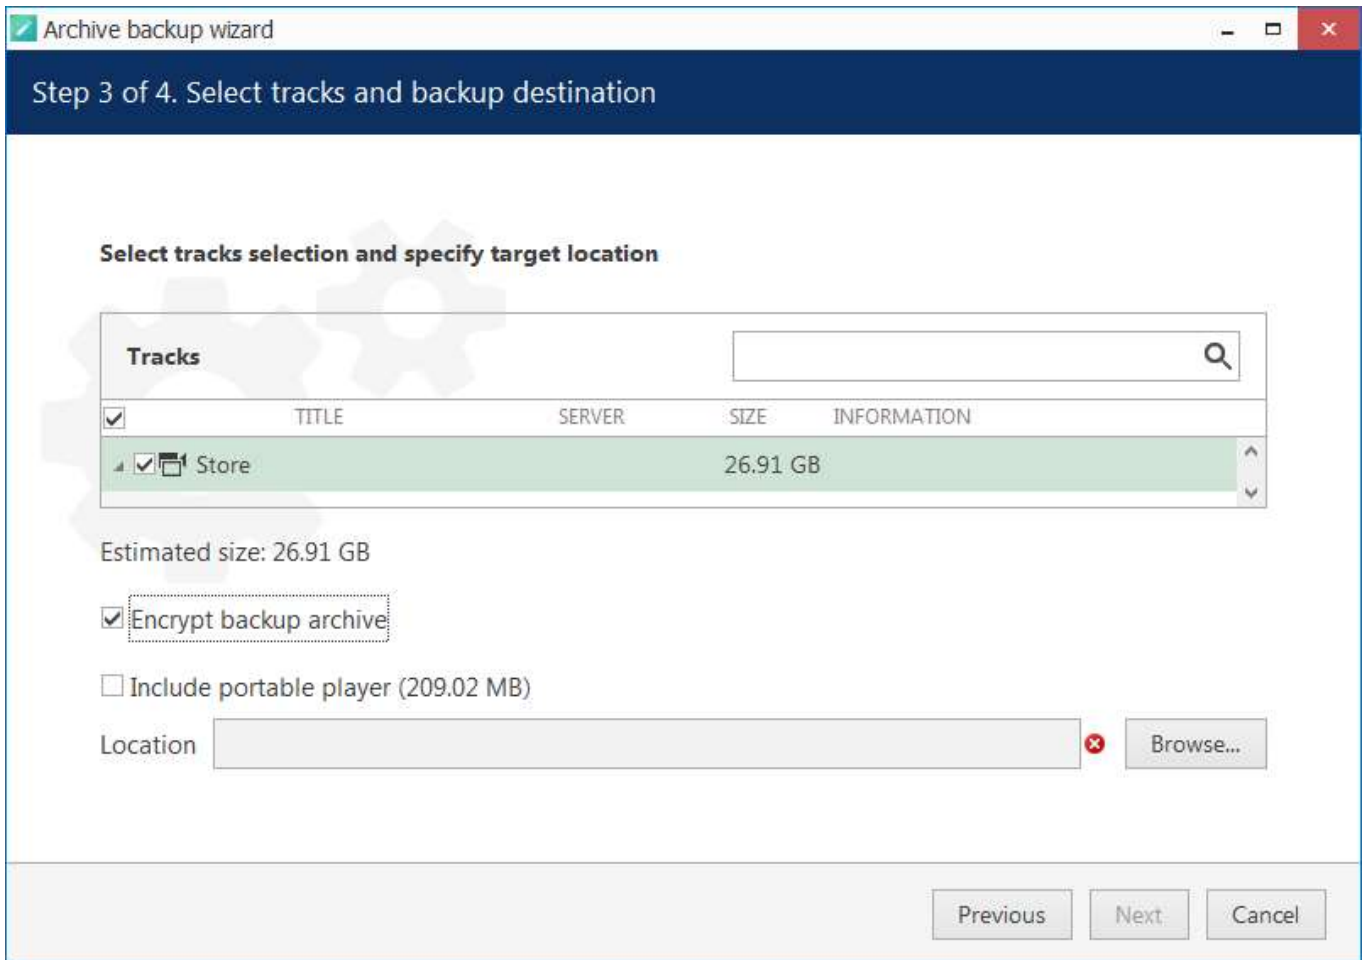 Archive backup wizard
Step 3 of 4. Select tracks and backup destination
Select tracks selection and specify target location
Tracks
TITLE SERVER SIZE INFORMATION
Store 26.91 GB
Estimated size: 26.91 GB
Encrypt backup archive
Include portable player (209.02 MB)
Location Browse...
Previous Next Cancel